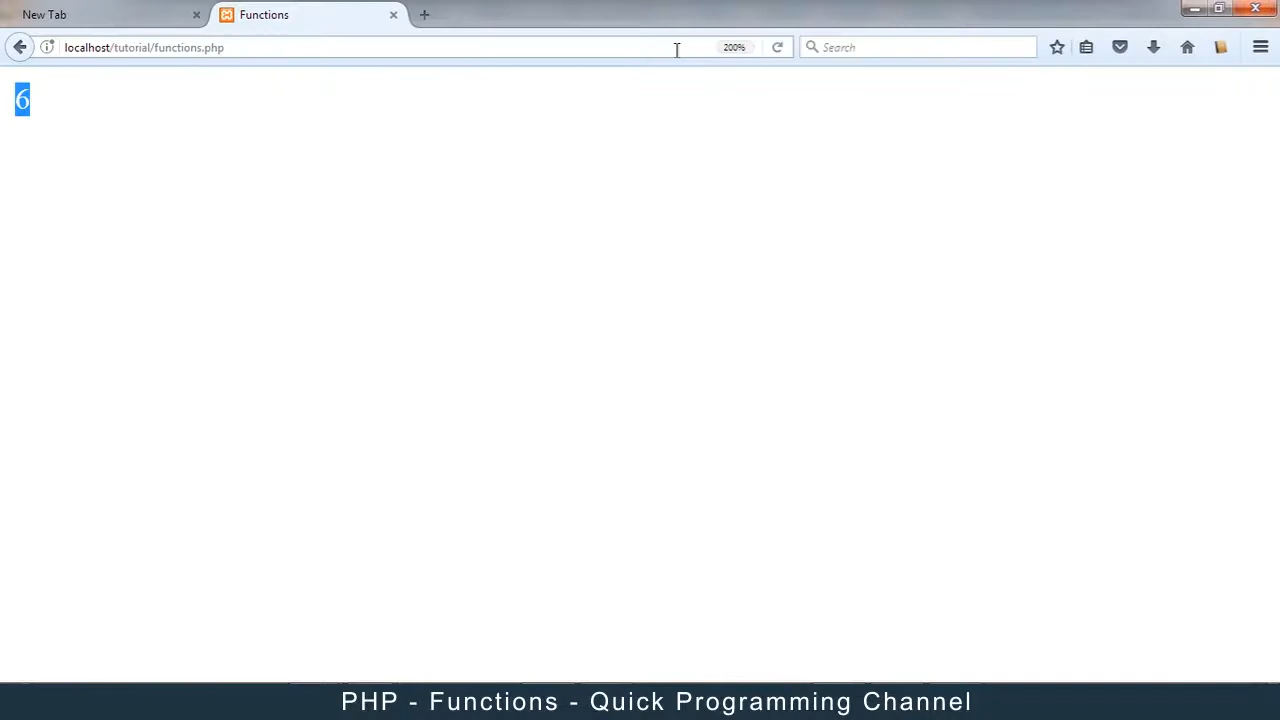 New Tab
Functions
localhost/tutorial/functions.php
200%
Search
6
PHP - Functions - Quick Programming Channel